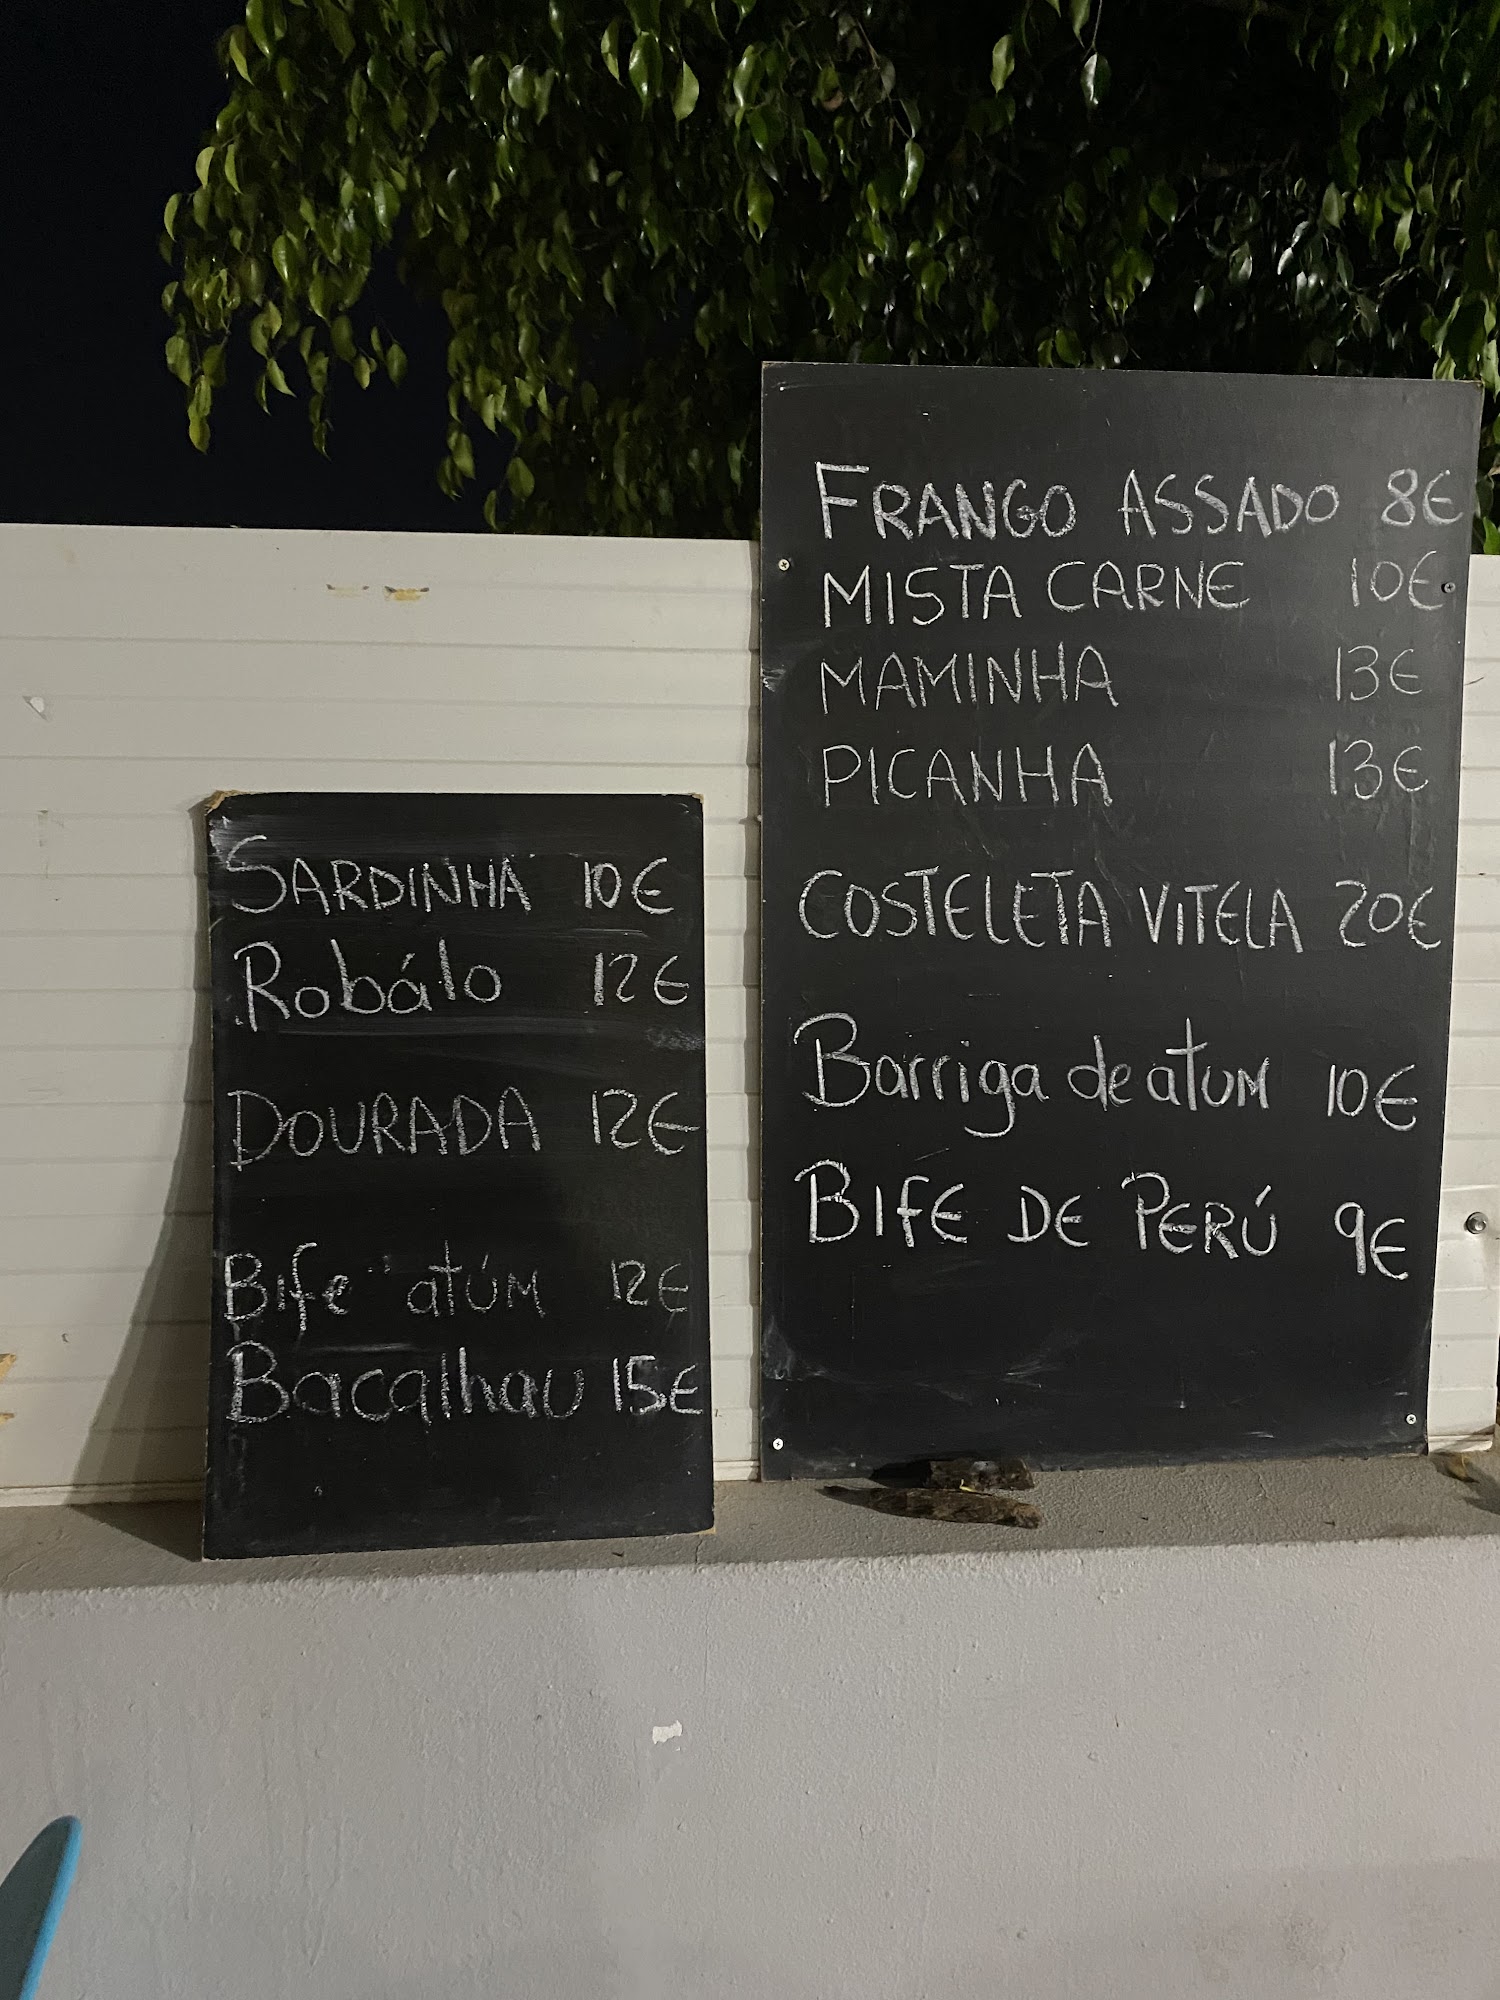 SARDINHA 10€
Robálo 12€
DOURADA 12€
Bife atúm 12€
Bacalhau 15€
FRANGO ASSADO 8€
MISTA CARNE 10€
MAMINHA 13€
PICANHA 13€
COSTELETA VITELA 20€
Barriga de atum 10€
BIFE DE PERÚ 9€